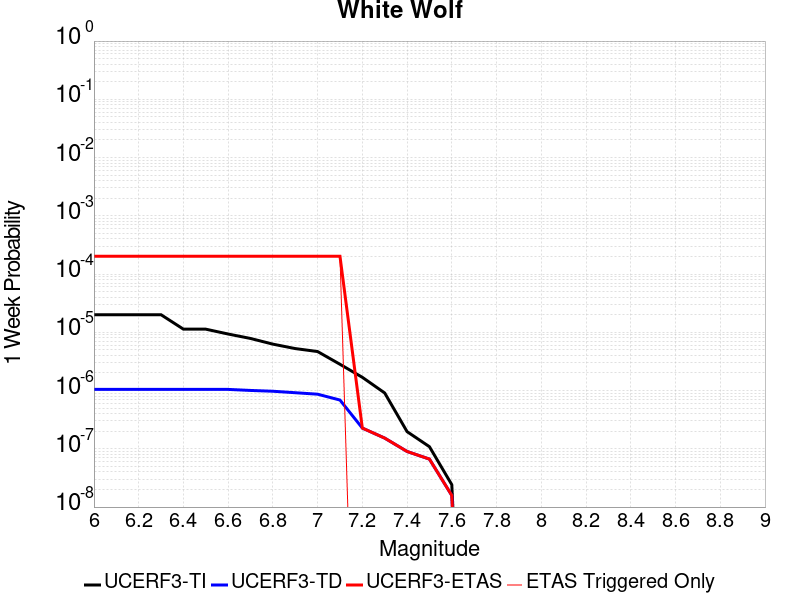 White Wolf
10^0
10^-1
10^-2
10^-3
10^-4
10^-5
10^-6
10^-7
10^-8
1 Week Probability
6 6.2 6.4 6.6 6.8 7 7.2 7.4 7.6 7.8 8 8.2 8.4 8.6 8.8 9
Magnitude
UCERF3-TI UCERF3-TD UCERF3-ETAS ETAS Triggered Only